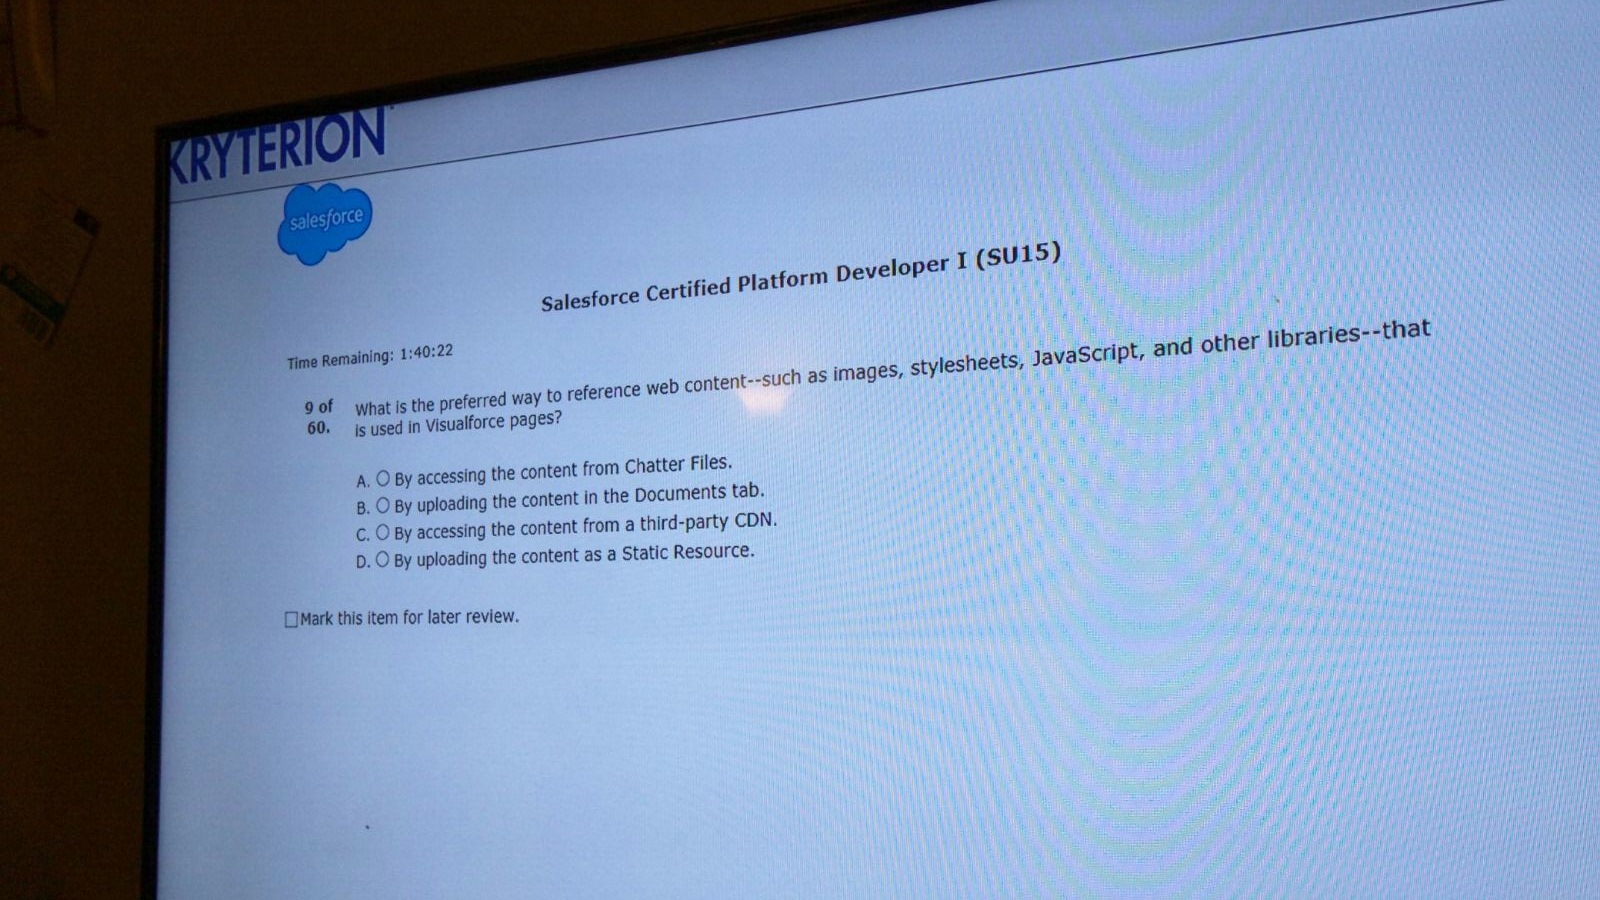 KRYTERION
salesforce
Salesforce Certified Platform Developer I (SU15)
Time Remaining: 1:40:22
9 of What is the preferred way to reference web content--such as images, stylesheets, JavaScript, and other libraries--that
60. is used in Visualforce pages?
A. By accessing the content from Chatter Files.
B. By uploading the content in the Documents tab.
C. By accessing the content from a third-party CDN.
D. By uploading the content as a Static Resource.
Mark this item for later review.